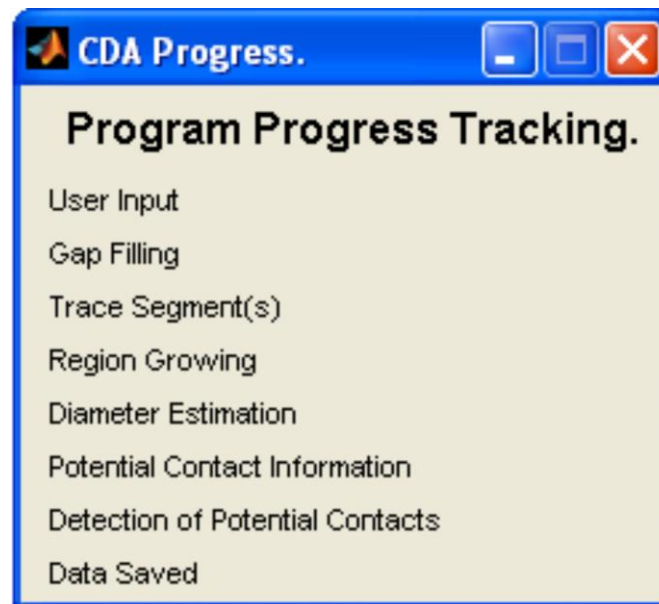 CDA Progress.
Program Progress Tracking.
User Input
Gap Filling
Trace Segment(s)
Region Growing
Diameter Estimation
Potential Contact Information
Detection of Potential Contacts
Data Saved